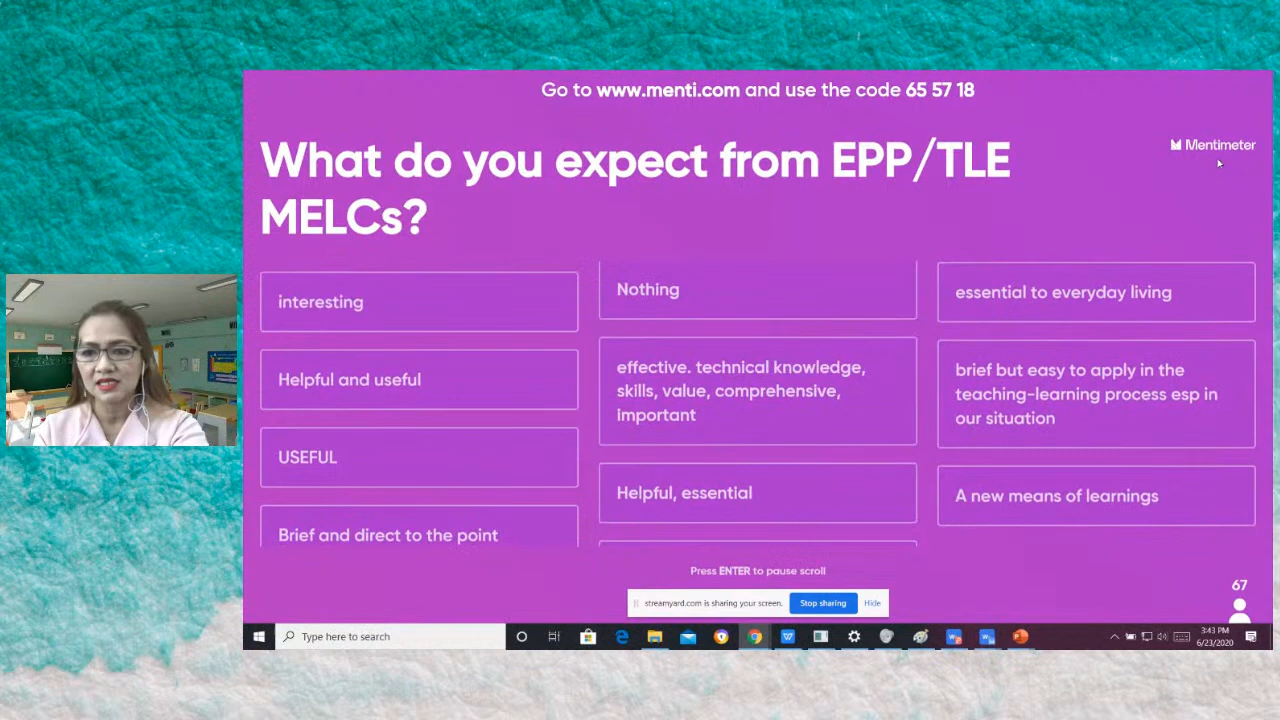 Go to www.menti.com and use the code 65 57 18
Mentimeter
What do you expect from EPP/TLE
MELCs?
interesting
Helpful and useful
USEFUL
Brief and direct to the point
Nothing
effective. technical knowledge,
skills, value, comprehensive,
important
Helpful, essential
essential to everyday living
brief but easy to apply in the
teaching-learning process esp in
our situation
A new means of learnings
Press ENTER to pause scroll
67
streamyard.com is sharing your screen.
Stop sharing
Hide
Type here to search
3:43 PM
6/23/2020